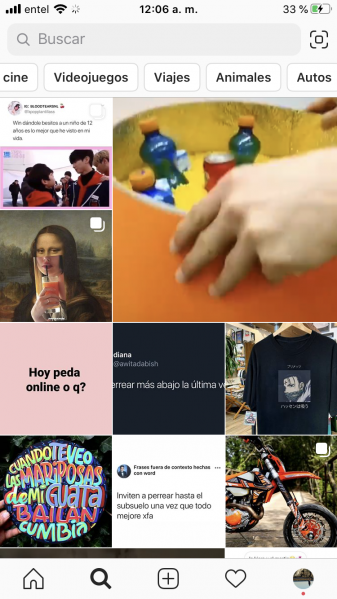 entel
12:06 a. m.
33 %
Buscar
cine
Videojuegos
Viajes
Animales
Autos
Win dándole besitos a un niño de 12
años es lo mejor que he visto en mi
vida.
Hoy peda
online o q?
diana
@awitadabish
errear más abajo la última v
CUANDO TE VEO
LAS MARIPOSAS
de MI GUATA
BAILAN
CUMBIA
Frases fuera de contexto hechas
con word
Inviten a perrear hasta el
subsuelo una vez que todo
mejore xfa